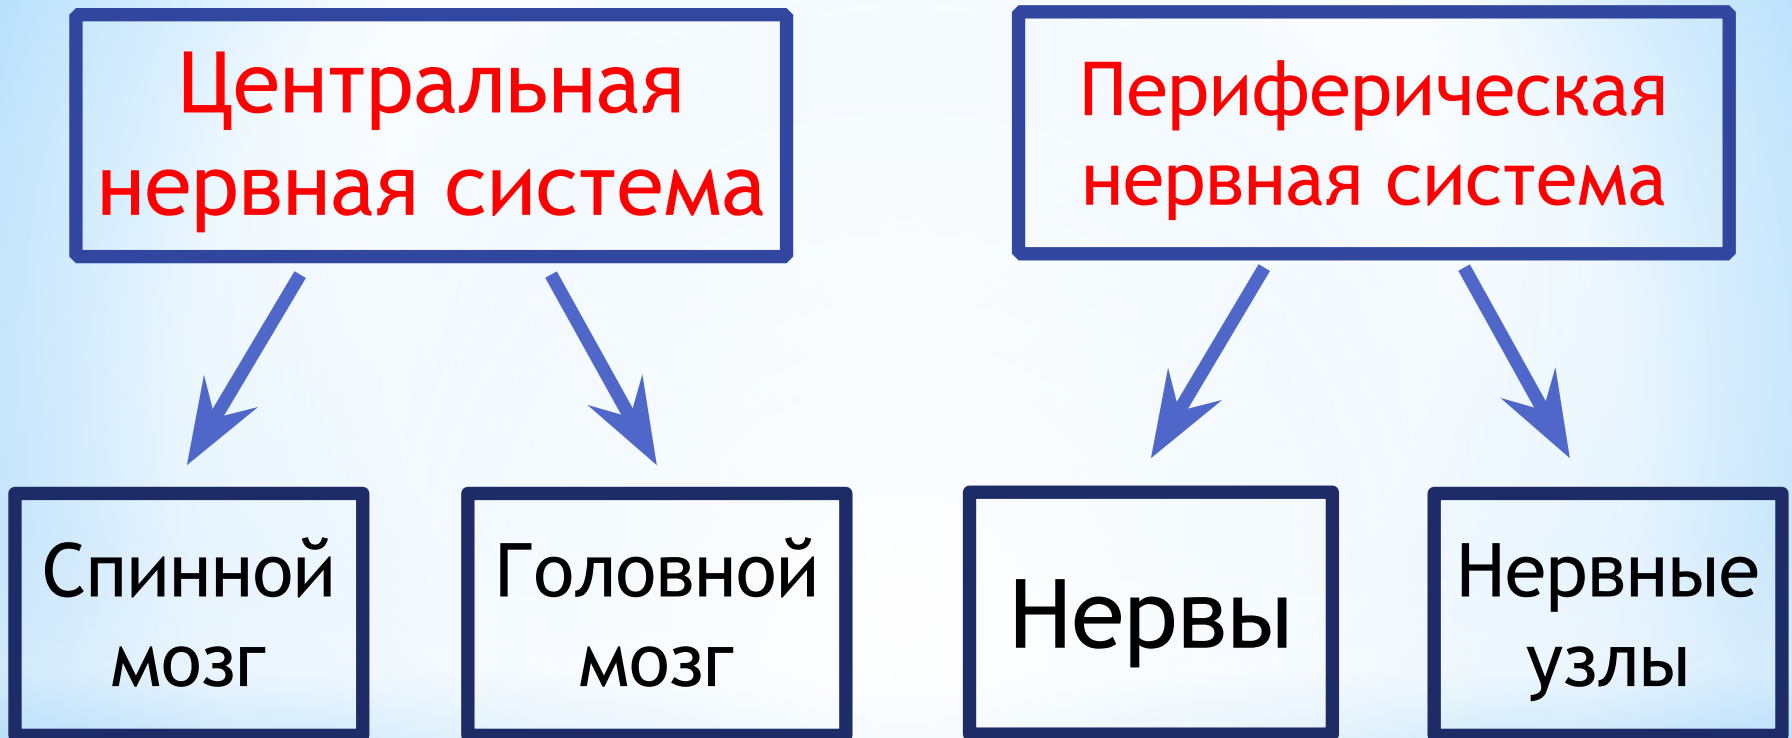 Центральная
нервная система
Периферическая
нервная система
Спинной
мозг
Головной
мозг
Нервы
Нервные
узлы